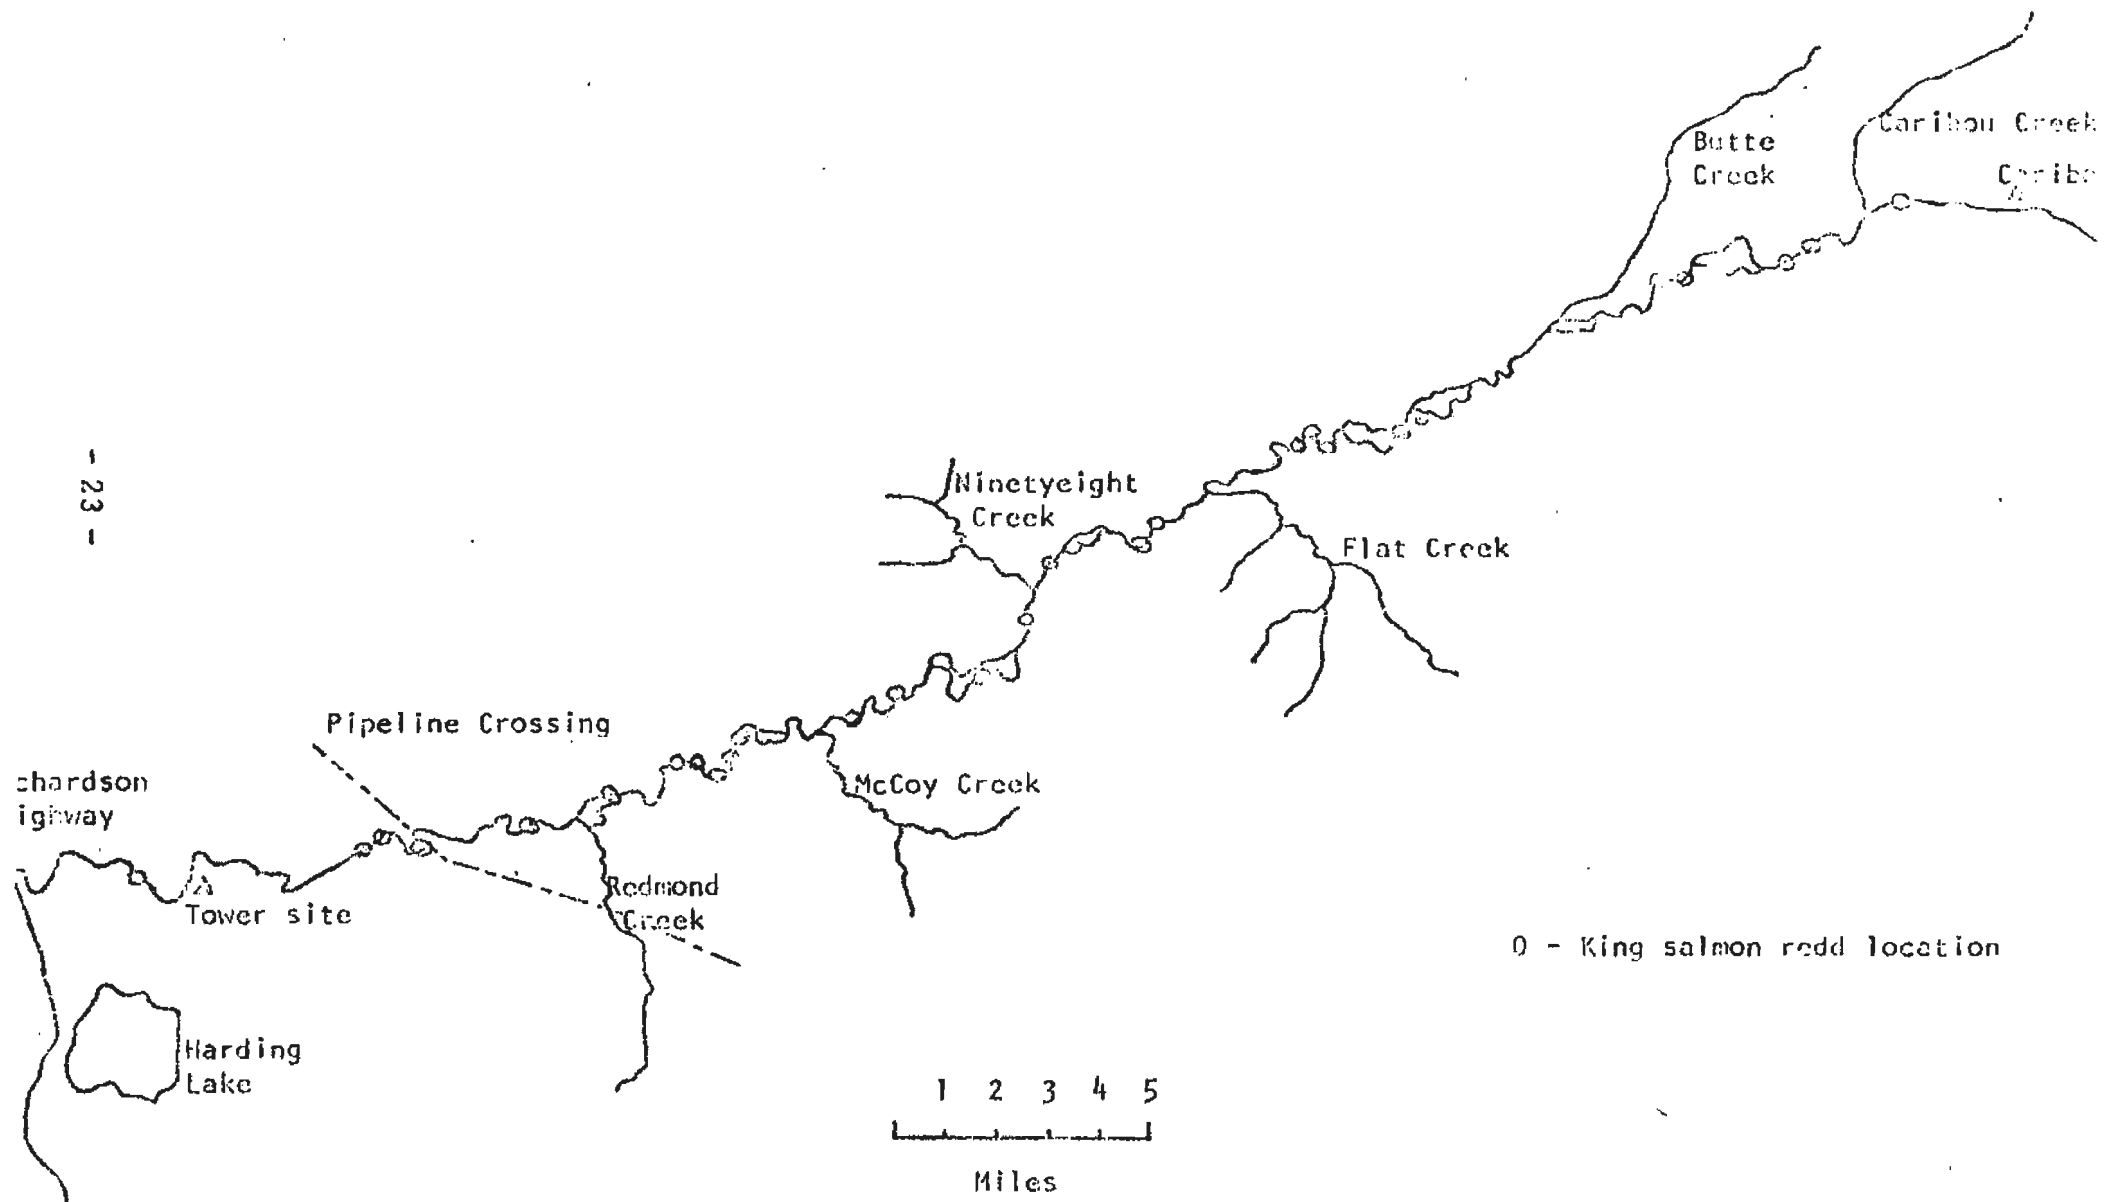 Butte
Creek
Caribou Creek
Caribo
- 23 -
Ninetyeight
Creek
Flat Creek
Pipeline Crossing
chardson
ighway
McCoy Creek
Redmond
Creek
Tower site
O - King salmon redd location
Harding
Lake
1 2 3 4 5
Miles